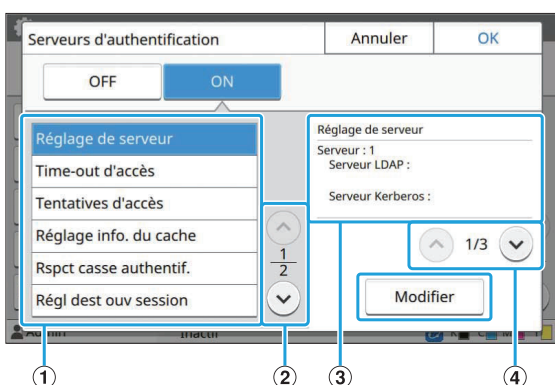 Serveurs d'authentification
Annuler
OK
OFF
ON
Réglage de serveur
Time-out d'accès
Tentatives d'accès
Réglage info. du cache
Rspct casse authentif.
Régl dest ouv session
1
2
Réglage de serveur
Serveur : 1
Serveur LDAP :
Serveur Kerberos :
1/3
Modifier
Admin
Inactif
K
C
M
Y
1
2
3
4